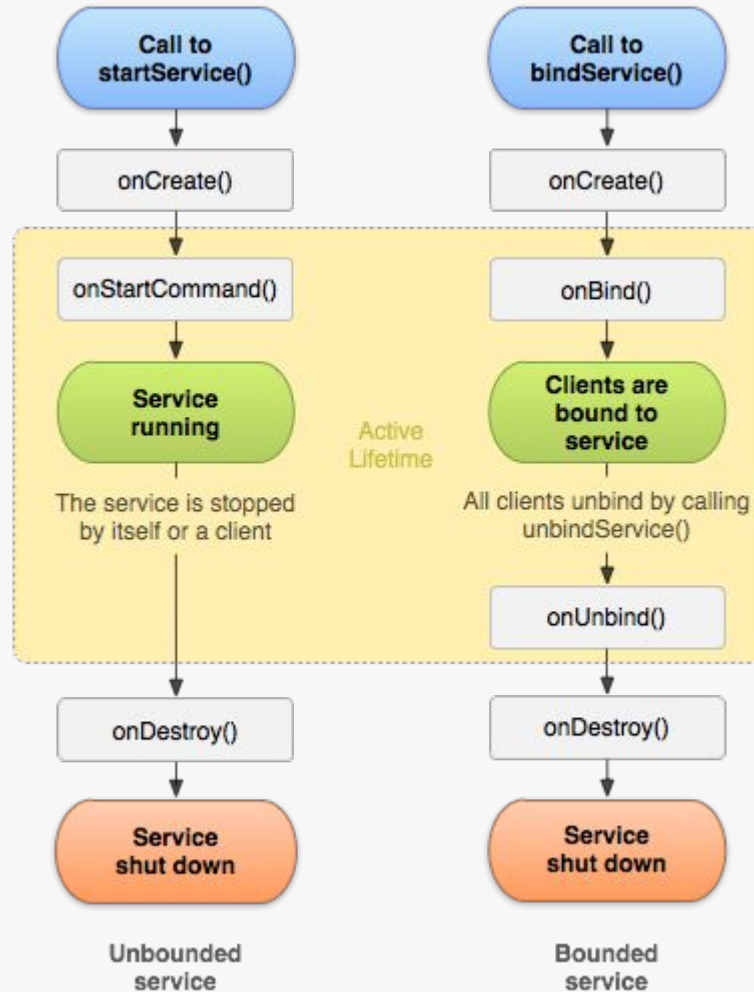 Call to
startService()
onCreate()
onStartCommand()
Service
running
The service is stopped
by itself or a client
onDestroy()
Service
shut down
Unbounded
service
Active
Lifetime
Call to
bindService()
onCreate()
onBind()
Clients are
bound to
service
All clients unbind by calling
unbindService()
onUnbind()
onDestroy()
Service
shut down
Bounded
service